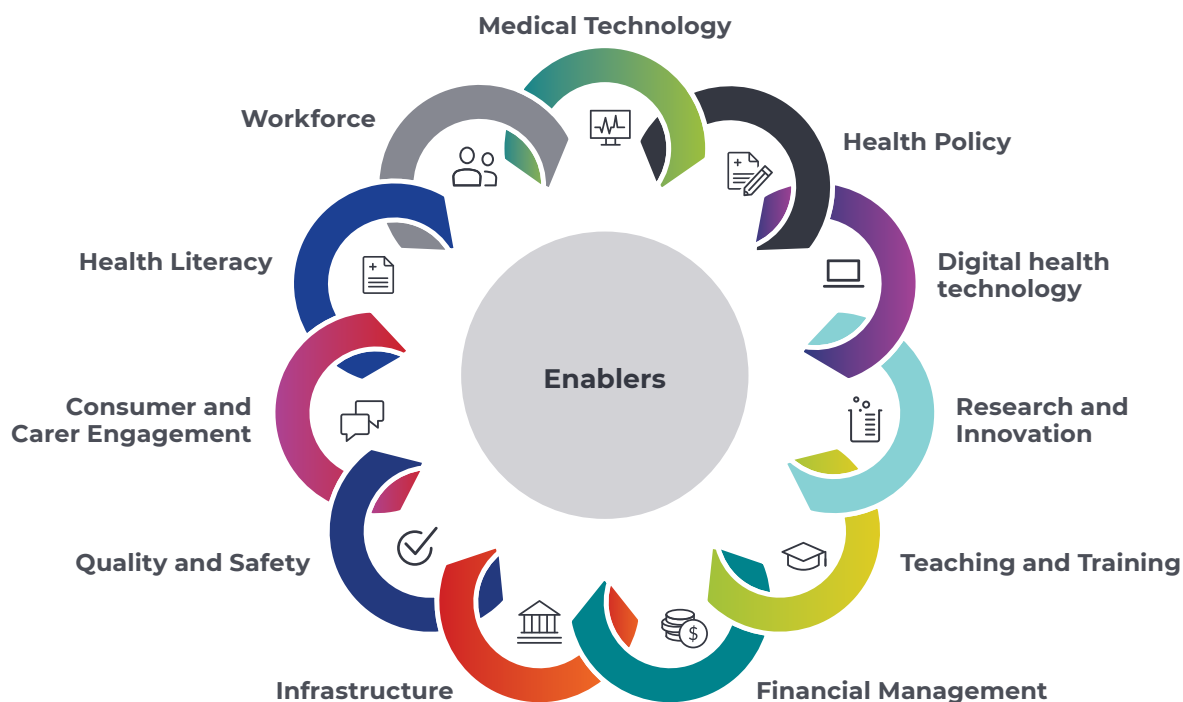 Medical Technology
Workforce
Health Policy
Health Literacy
Digital health
technology
Enablers
Consumer and
Carer Engagement
Research and
Innovation
Quality and Safety
Teaching and Training
$
Infrastructure
Financial Management